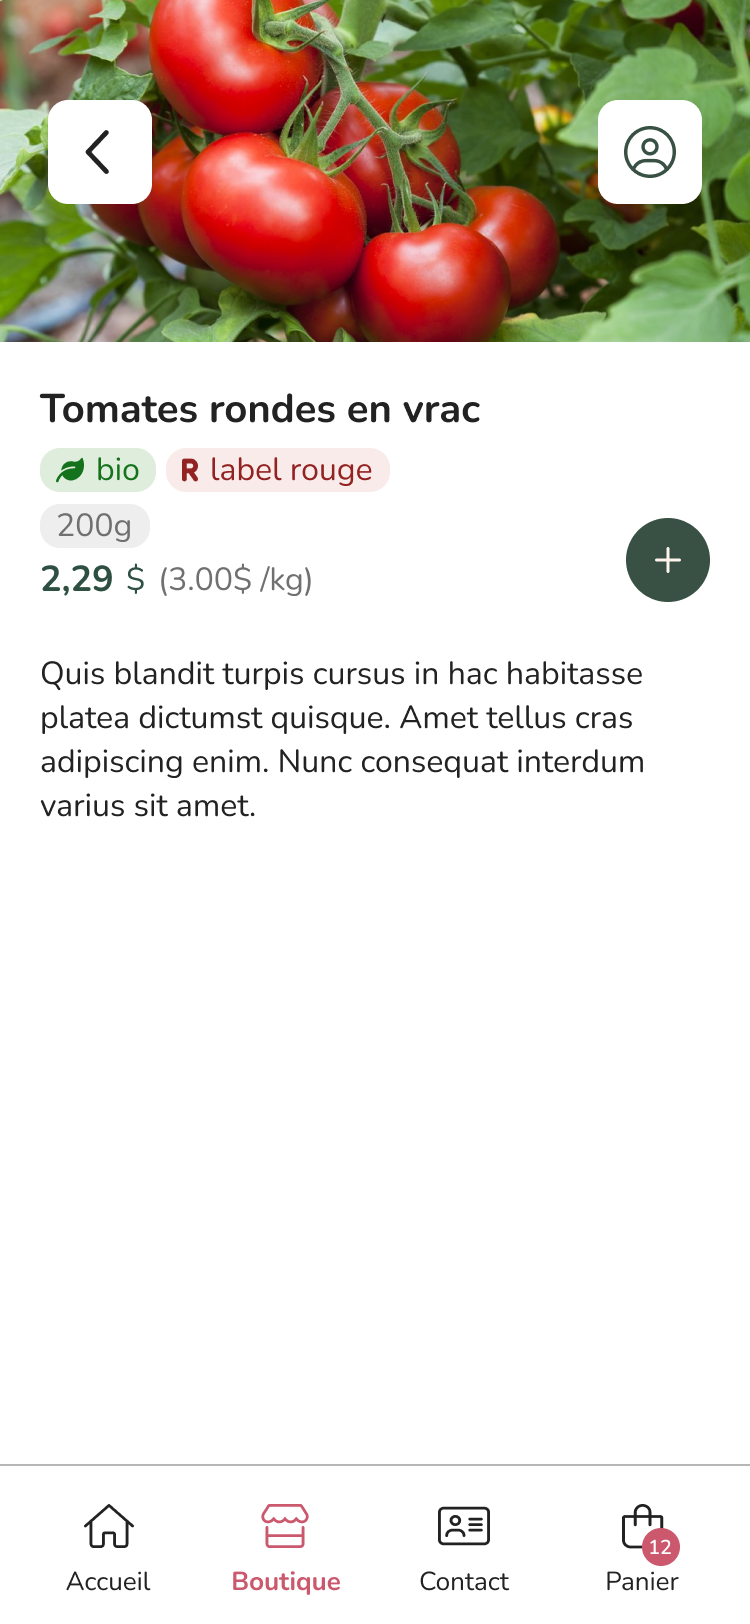 Tomates rondes en vrac
bio R label rouge
200g
2,29 $ (3.00$ /kg)
Quis blandit turpis cursus in hac habitasse
platea dictumst quisque. Amet tellus cras
adipiscing enim. Nunc consequat interdum
varius sit amet.
12
Accueil Boutique Contact Panier